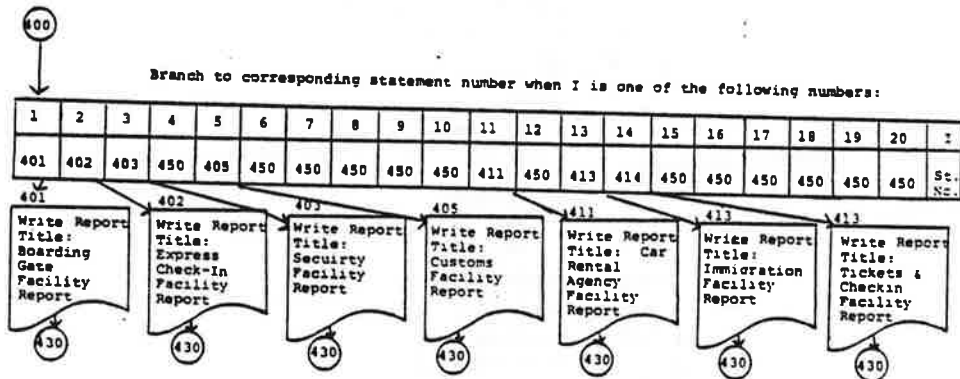 400
Branch to corresponding statement number when I is one of the following numbers:
1 2 3 4 5 6 7 8 9 10 11 12 13 14 15 16 17 18 19 20 I
401 402 403 450 405 450 450 450 450 450 411 450 413 414 450 450 450 450 450 450 St.
No.
401
Write Report
Title:
Boarding
Gate
Facility
Report
430
402
Write Report
Title:
Express
Check-In
Facility
Report
430
403
Write Report
Title:
Secuirty
Facility
Report
430
405
Write Report
Title:
Customs
Facility
Report
430
411
Write Report
Title: Car
Rental
Agency
Facility
Report
430
413
Write Report
Title:
Immigration
Facility
Report
430
413
Write Report
Title:
Tickets &
Checkin
Facility
Report
430